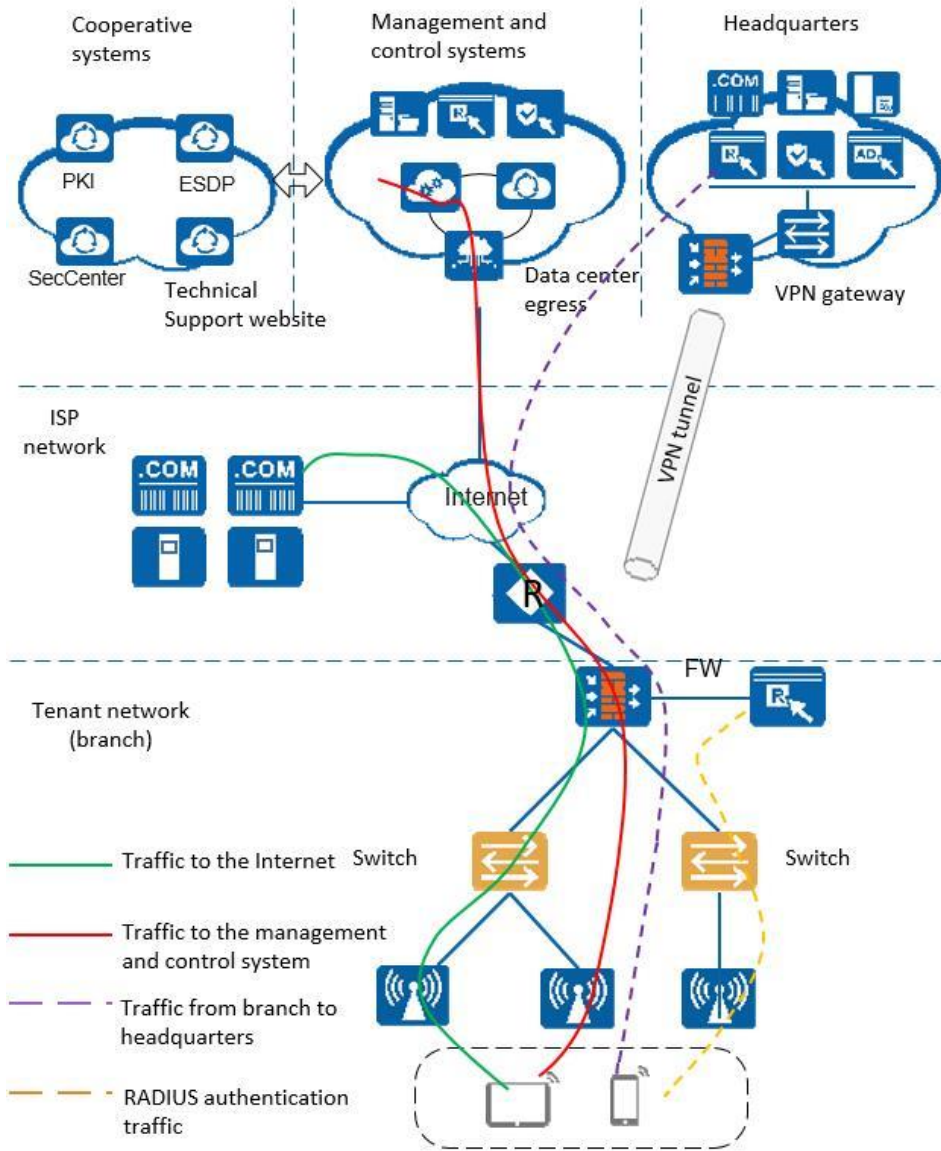 Cooperative
systems
Management and
control systems
Headquarters
.COM
R
R
AD
PKI
ESDP
SecCenter
Technical
Support website
Data center
egress
VPN gateway
VPN tunnel
ISP
network
.COM
.COM
Internet
R
FW
R
Tenant network
(branch)
Switch
Switch
Traffic to the Internet
Traffic to the management
and control system
Traffic from branch to
headquarters
RADIUS authentication
traffic